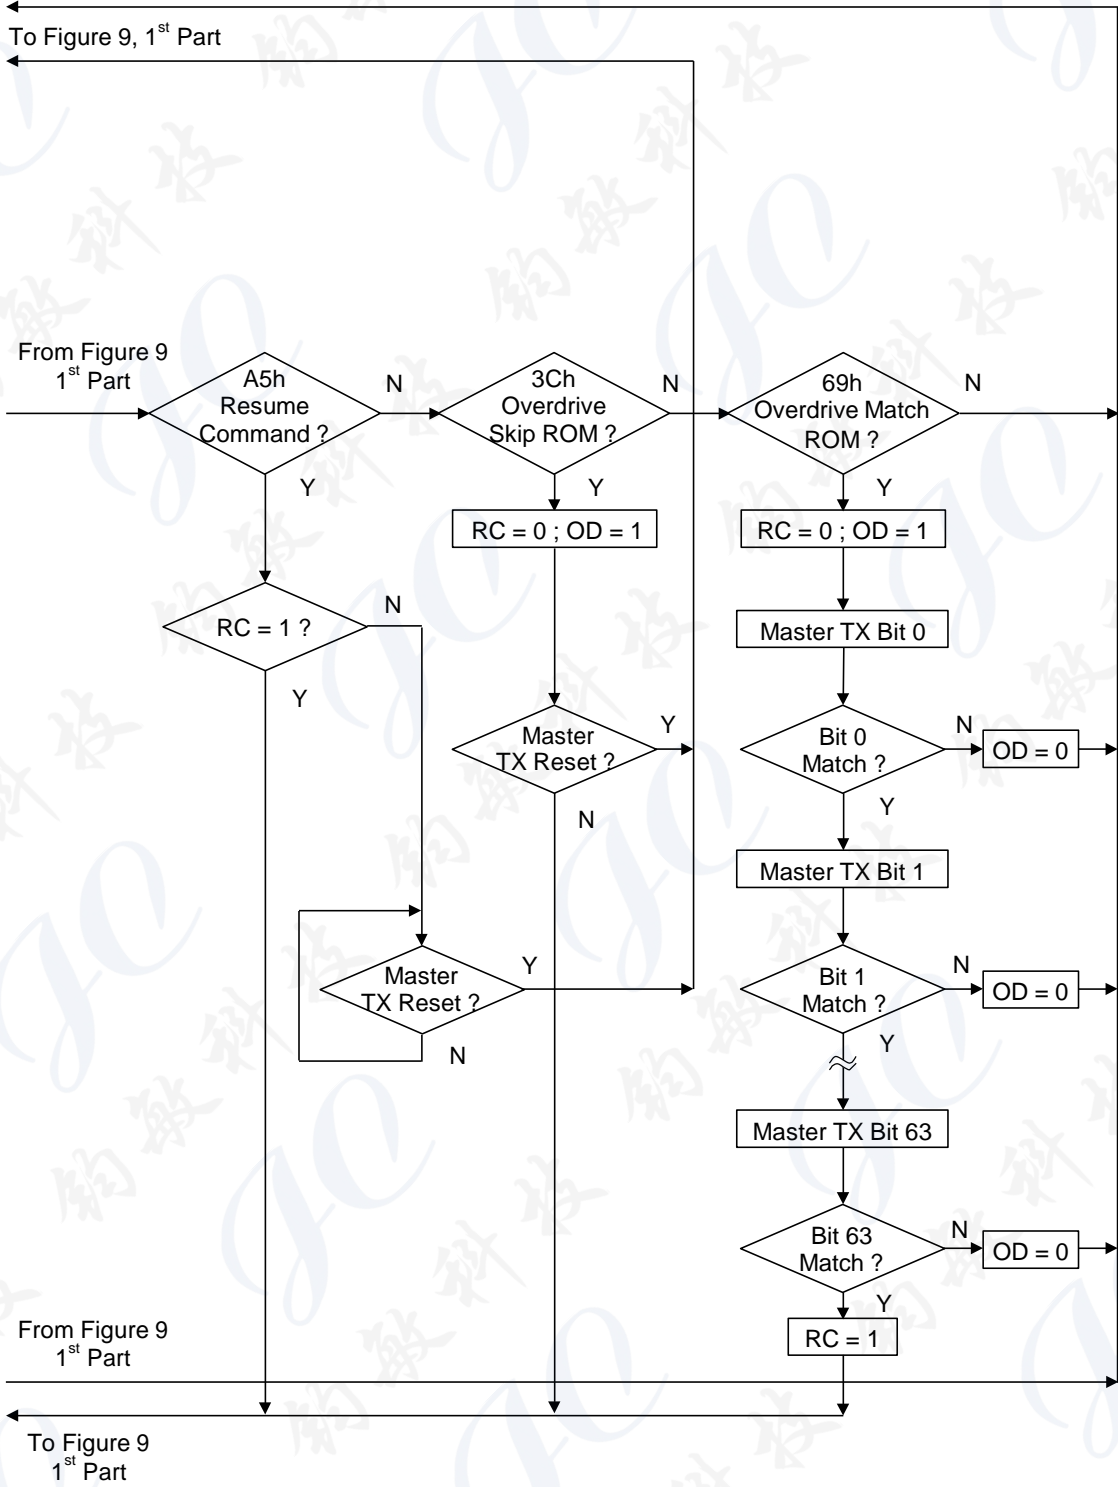 To Figure 9, 1st Part
From Figure 9
1st Part
A5h
Resume
Command ?
N
Y
3Ch
Overdrive
Skip ROM ?
N
Y
69h
Overdrive Match
ROM ?
N
Y
RC = 0 ; OD = 1
RC = 0 ; OD = 1
RC = 1 ?
N
Y
Master TX Bit 0
Master
TX Reset ?
Y
N
Bit 0
Match ?
N
OD = 0
Y
Master TX Bit 1
Master
TX Reset ?
Y
N
Bit 1
Match ?
N
OD = 0
Y
Master TX Bit 63
Bit 63
Match ?
N
OD = 0
Y
RC = 1
From Figure 9
1st Part
To Figure 9
1st Part